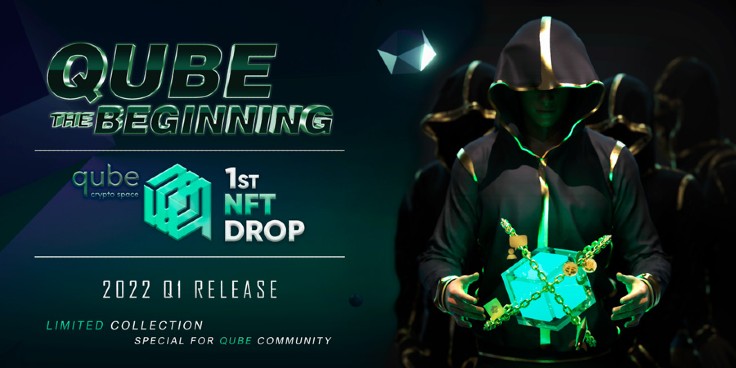 QUBE
THE BEGINNING
qube
crypto space
1ST
NFT
DROP
2022 Q1 RELEASE
LIMITED COLLECTION
SPECIAL FOR QUBE COMMUNITY